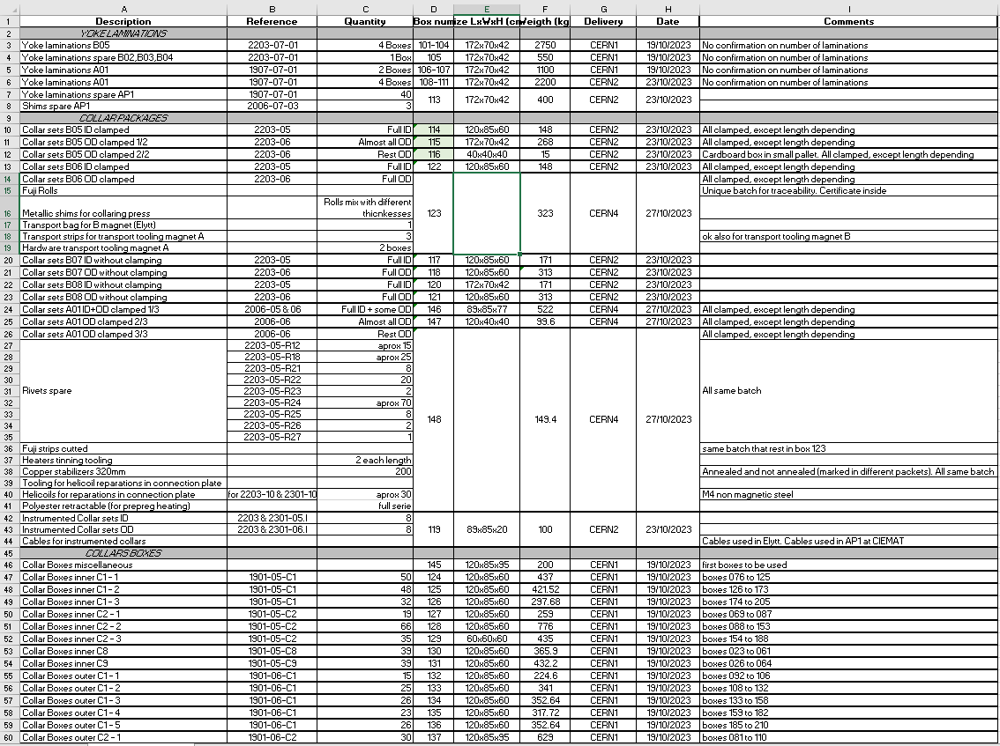 A B C D E F G H I
1 Description Reference Quantity Box num ize LxWxH (cm Weigth (kg Delivery Date Comments
2 YOKE LAMINATIONS
3 Yoke laminations B05 2203-07-01 4 Boxes 101-104 172x70x42 2750 CERN1 19/10/2023 No confirmation on number of laminations
4 Yoke laminations spare B02,B03,B04 2203-07-01 1 Box 105 172x70x42 550 CERN1 19/10/2023 No confirmation on number of laminations
5 Yoke laminations A01 1907-07-01 2 Boxes 106-107 172x70x42 1100 CERN1 19/10/2023 No confirmation on number of laminations
6 Yoke laminations A01 1907-07-01 4 Boxes 108-111 172x70x42 2200 CERN2 23/10/2023 No confirmation on number of laminations
7 Yoke laminations spare AP1 1907-07-01 40
113 172x70x42 400 CERN2 23/10/2023
8 Shims spare AP1 2006-07-03 3
9 COLLAR PACKAGES
10 Collar sets B05 ID clamped 2203-05 Full ID 114 120x85x60 148 CERN2 23/10/2023 All clamped, except length depending
11 Collar sets B05 OD clamped 1/2 2203-06 Almost all OD 115 172x70x42 268 CERN2 23/10/2023 All clamped, except length depending
12 Collar sets B05 OD clamped 2/2 2203-06 Rest OD 116 40x40x40 15 CERN2 23/10/2023 Cardboard box in small pallet. All clamped, except length depending
13 Collar sets B06 ID clamped 2203-05 Full ID 122 120x85x60 148 CERN2 23/10/2023 All clamped, except length depending
14 Collar sets B06 OD clamped 2203-06 Full OD All clamped, except length depending
15 Fuji Rolls Unique batch for traceability. Certificate inside
Rolls mix with different
16 Metallic shims for collaring press thionkesses 123 323 CERN4 27/10/2023
17 Transport bag for B magnet (Elytt) 1
18 Transport strips for transport tooling magnet A 3 ok also for transport tooling magnet B
19 Hardware transport tooling magnet A 2 boxes
20 Collar sets B07 ID without clamping 2203-05 Full ID 117 120x85x60 171 CERN2 23/10/2023
21 Collar sets B07 OD without clamping 2203-06 Full OD 118 120x85x60 313 CERN2 23/10/2023
22 Collar sets B08 ID without clamping 2203-05 Full ID 120 172x70x42 171 CERN2 23/10/2023
23 Collar sets B08 OD without clamping 2203-06 Full OD 121 120x85x60 313 CERN2 23/10/2023
24 Collar sets A01 ID+OD clamped 1/3 2006-05 & 06 Full ID + some OD 146 89x85x77 522 CERN4 27/10/2023 All clamped, except length depending
25 Collar sets A01 OD clamped 2/3 2006-06 Almost all OD 147 120x40x40 99.6 CERN4 27/10/2023 All clamped, except length depending
26 Collar sets A01 OD clamped 3/3 2006-06 Rest OD All clamped, except length depending
27 2203-05-R12 aprox 15
28 2203-05-R18 aprox 25
29 2203-05-R21 8
30 2203-05-R22 20
31 Rivets spare 2203-05-R23 2 All same batch
32 2203-05-R24 aprox 70
33 2203-05-R25 8
148 149.4 CERN4 27/10/2023
34 2203-05-R26 2
35 2203-05-R27 1
36 Fuji strips cutted same batch that rest in box 123
37 Heaters tinning tooling 2 each length
38 Copper stabilizers 320mm 200 Annealed and not annealed (marked in different packets). All same batch
39 Tooling for helicoil reparations in connection plate
40 Helicoils for reparations in connection plate for 2203-10 & 2301-10 aprox 30 M4 non magnetic steel
41 Polyester retractable (for prepreg heating) full serie
42 Instrumented Collar sets ID 2203 & 2301-05.I 8
43 Instrumented Collar sets OD 2203 & 2301-06.I 8 119 89x85x20 100 CERN2 23/10/2023
44 Cables for instrumented collars Cables used in Elytt. Cables used in AP1 at CIEMAT
45 COLLARS BOXES
46 Collar Boxes miscellaneous 145 120x85x95 200 CERN1 19/10/2023 first boxes to be used
47 Collar Boxes inner C1 - 1 1901-05-C1 50 124 120x85x60 437 CERN1 19/10/2023 boxes 076 to 125
48 Collar Boxes inner C1 - 2 1901-05-C1 48 125 120x85x60 421.52 CERN1 19/10/2023 boxes 126 to 173
49 Collar Boxes inner C1 - 3 1901-05-C1 32 126 120x85x60 297.68 CERN1 19/10/2023 boxes 174 to 205
50 Collar Boxes inner C2 - 1 1901-05-C2 19 127 120x85x60 259 CERN1 19/10/2023 boxes 069 to 087
51 Collar Boxes inner C2 - 2 1901-05-C2 66 128 120x85x60 776 CERN1 19/10/2023 boxes 088 to 153
52 Collar Boxes inner C2 - 3 1901-05-C2 35 129 60x60x60 435 CERN1 19/10/2023 boxes 154 to 188
53 Collar Boxes inner C8 1901-05-C8 39 130 120x85x60 365.9 CERN1 19/10/2023 boxes 023 to 061
54 Collar Boxes inner C9 1901-05-C9 39 131 120x85x60 432.2 CERN1 19/10/2023 boxes 026 to 064
55 Collar Boxes outer C1 - 1 1901-06-C1 15 132 120x85x60 224.6 CERN1 19/10/2023 boxes 092 to 106
56 Collar Boxes outer C1 - 2 1901-06-C1 25 133 120x85x60 341 CERN1 19/10/2023 boxes 108 to 132
57 Collar Boxes outer C1 - 3 1901-06-C1 26 134 120x85x60 352.64 CERN1 19/10/2023 boxes 133 to 158
58 Collar Boxes outer C1 - 4 1901-06-C1 23 135 120x85x60 317.72 CERN1 19/10/2023 boxes 159 to 182
59 Collar Boxes outer C1 - 5 1901-06-C1 26 136 120x85x60 352.64 CERN1 19/10/2023 boxes 185 to 210
60 Collar Boxes outer C2 - 1 1901-06-C2 30 137 120x85x95 629 CERN1 19/10/2023 boxes 081 to 110